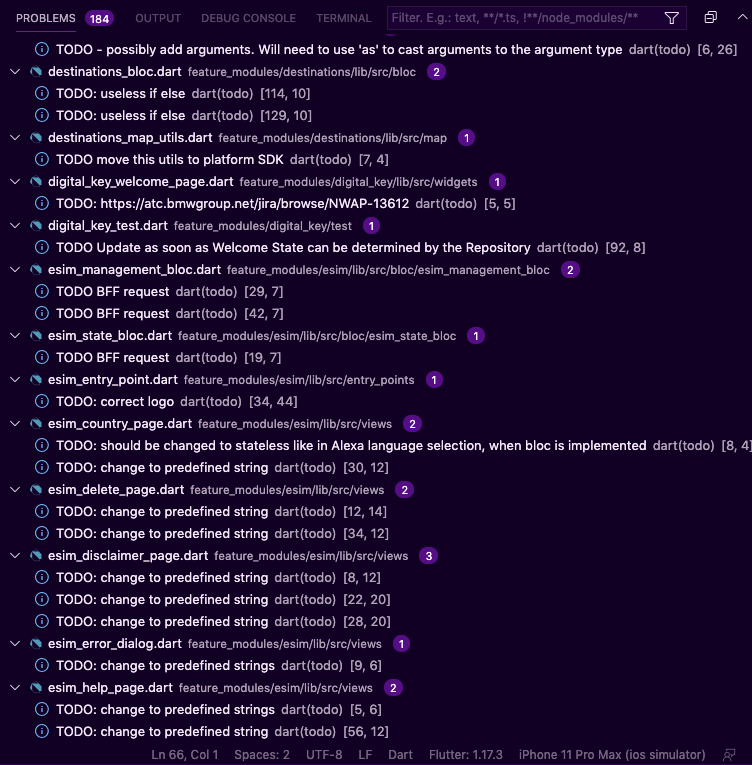 PROBLEMS 184 OUTPUT DEBUG CONSOLE TERMINAL Filter. E.g.: text, **/*.ts, !**/node_modules/**
TODO - possibly add arguments. Will need to use 'as' to cast arguments to the argument type dart(todo) [6, 26]
destinations_bloc.dart feature_modules/destinations/lib/src/bloc 2
TODO: useless if else dart(todo) [114, 10]
TODO: useless if else dart(todo) [129, 10]
destinations_map_utils.dart feature_modules/destinations/lib/src/map 1
TODO move this utils to platform SDK dart(todo) [7, 4]
digital_key_welcome_page.dart feature_modules/digital_key/lib/src/widgets 1
TODO: https://atc.bmwgroup.net/jira/browse/NWAP-13612 dart(todo) [5, 5]
digital_key_test.dart feature_modules/digital_key/test 1
TODO Update as soon as Welcome State can be determined by the Repository dart(todo) [92, 8]
esim_management_bloc.dart feature_modules/esim/lib/src/bloc/esim_management_bloc 2
TODO BFF request dart(todo) [29, 7]
TODO BFF request dart(todo) [42, 7]
esim_state_bloc.dart feature_modules/esim/lib/src/bloc/esim_state_bloc 1
TODO BFF request dart(todo) [19, 7]
esim_entry_point.dart feature_modules/esim/lib/src/entry_points 1
TODO: correct logo dart(todo) [34, 44]
esim_country_page.dart feature_modules/esim/lib/src/views 2
TODO: should be changed to stateless like in Alexa language selection, when bloc is implemented dart(todo) [8, 4]
TODO: change to predefined string dart(todo) [30, 12]
esim_delete_page.dart feature_modules/esim/lib/src/views 2
TODO: change to predefined string dart(todo) [12, 14]
TODO: change to predefined string dart(todo) [34, 12]
esim_disclaimer_page.dart feature_modules/esim/lib/src/views 3
TODO: change to predefined string dart(todo) [8, 12]
TODO: change to predefined string dart(todo) [22, 20]
TODO: change to predefined string dart(todo) [28, 20]
esim_error_dialog.dart feature_modules/esim/lib/src/views 1
TODO: change to predefined strings dart(todo) [9, 6]
esim_help_page.dart feature_modules/esim/lib/src/views 2
TODO: change to predefined strings dart(todo) [5, 6]
TODO: change to predefined string dart(todo) [56, 12]
Ln 66, Col 1 Spaces: 2 UTF-8 LF Dart Flutter: 1.17.3 iPhone 11 Pro Max (ios simulator)